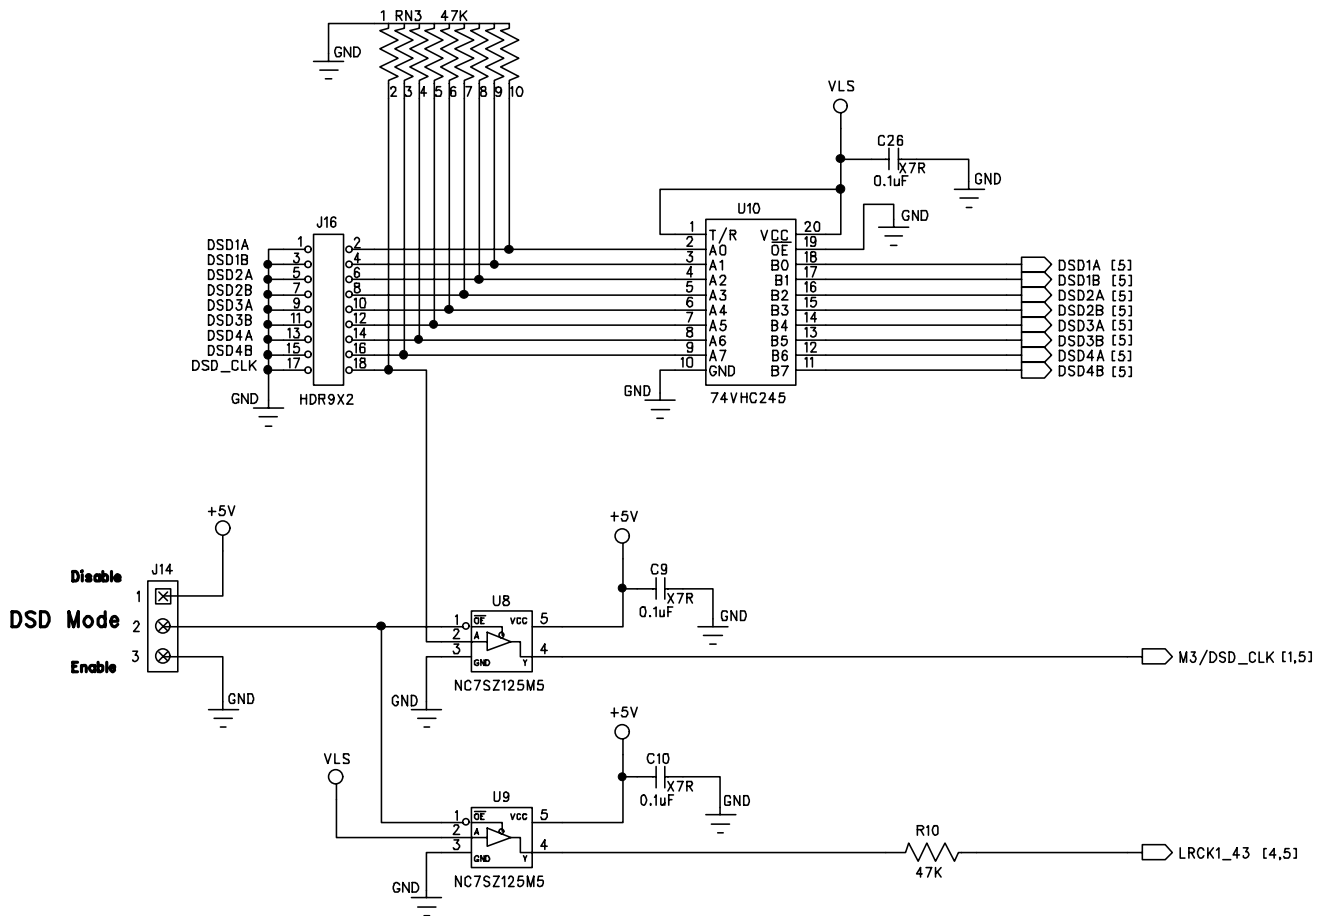 1 RN3 47K
GND
2 3 4 5 6 7 8 9 10
VLS
C26
X7R
0.1uF
GND
J16
U10
GND
DSD1A 1 2 1 T/R VCC 20
DSD1B 3 4 2 A0 OE 19
DSD2A 5 6 3 A1 B0 18 DSD1A [5]
DSD2B 7 8 4 A2 B1 17 DSD1B [5]
DSD3A 9 10 5 A3 B2 16 DSD2A [5]
DSD3B 11 12 6 A4 B3 15 DSD2B [5]
DSD4A 13 14 7 A5 B4 14 DSD3A [5]
DSD4B 15 16 8 A6 B5 13 DSD3B [5]
DSD_CLK 17 18 9 A7 B6 12 DSD4A [5]
10 GND B7 11 DSD4B [5]
GND HDR9X2 GND 74VHC245
+5V
+5V
Disable J14
C9
X7R
0.1uF
GND
1
DSD Mode 2
Enable 3
GND
U8
1 OE VCC 5
2 A
3 GND Y 4
M3/DSD_CLK [1,5]
GND NC7SZ125M5
+5V
VLS
C10
X7R
0.1uF
GND
U9
1 OE VCC 5
2 A
3 GND Y 4
R10
47K
LRCK1_43 [4,5]
GND NC7SZ125M5